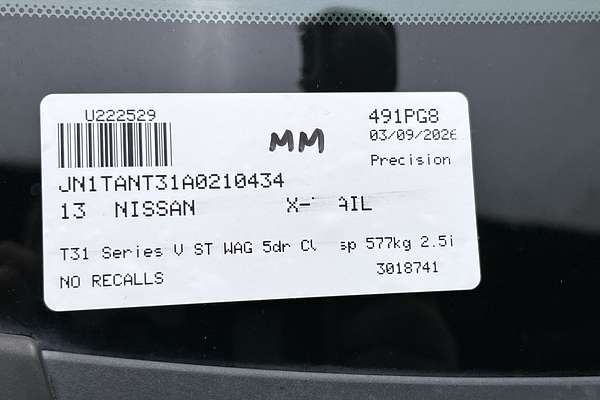 U222529
491PG8
MM
03/09/2026
Precision
JN1TANT31A0210434
13 NISSAN
T31 Series V ST WAG 5dr 577kg 2.5i
NO RECALLS
3018741